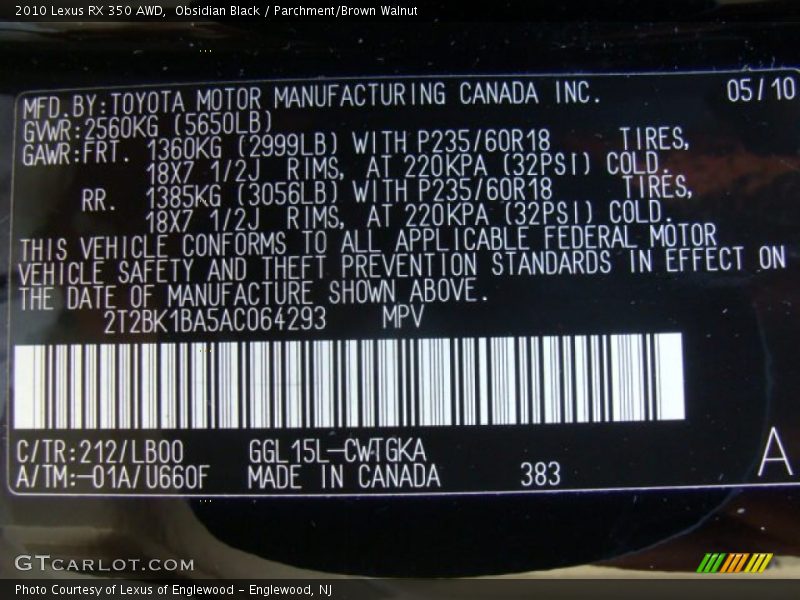 2010 Lexus RX 350 AWD,  Obsidian Black / Parchment/Brown Walnut
MFD.BY:TOYOTA MOTOR MANUFACTURING CANADA INC. 05/10
GVWR:2560KG (5650LB)
GAWR:FRT. 1360KG (2999LB) WITH P235/60R18 TIRES,
18X7 1/2J RIMS, AT 220KPA (32PSI) COLD.
RR. 1385KG (3056LB) WITH P235/60R18 TIRES,
18X7 1/2J RIMS, AT 220KPA (32PSI) COLD.
THIS VEHICLE CONFORMS TO ALL APPLICABLE FEDERAL MOTOR
VEHICLE SAFETY AND THEFT PREVENTION STANDARDS IN EFFECT ON
THE DATE OF MANUFACTURE SHOWN ABOVE.
2T2BK1BA5AC064293 MPV
C/TR:212/LB00 GGL15L-CWTGKA
A/TM:-01A/U660F MADE IN CANADA 383 A
GTCARLOT.COM
Photo Courtesy of Lexus of Englewood - Englewood, NJ